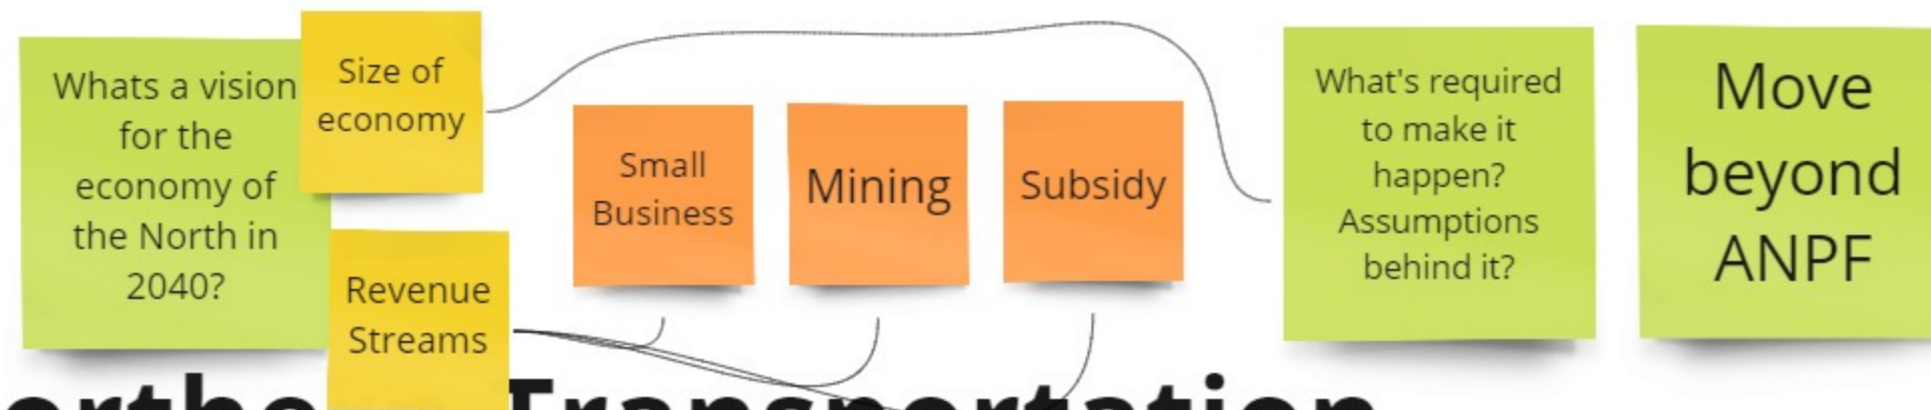 Whats a vision
for the
economy of
the North in
2040?
Size of
economy
Revenue
Streams
Small
Business
Mining
Subsidy
What's required
to make it
happen?
Assumptions
behind it?
Move
beyond
ANPF
Transportation